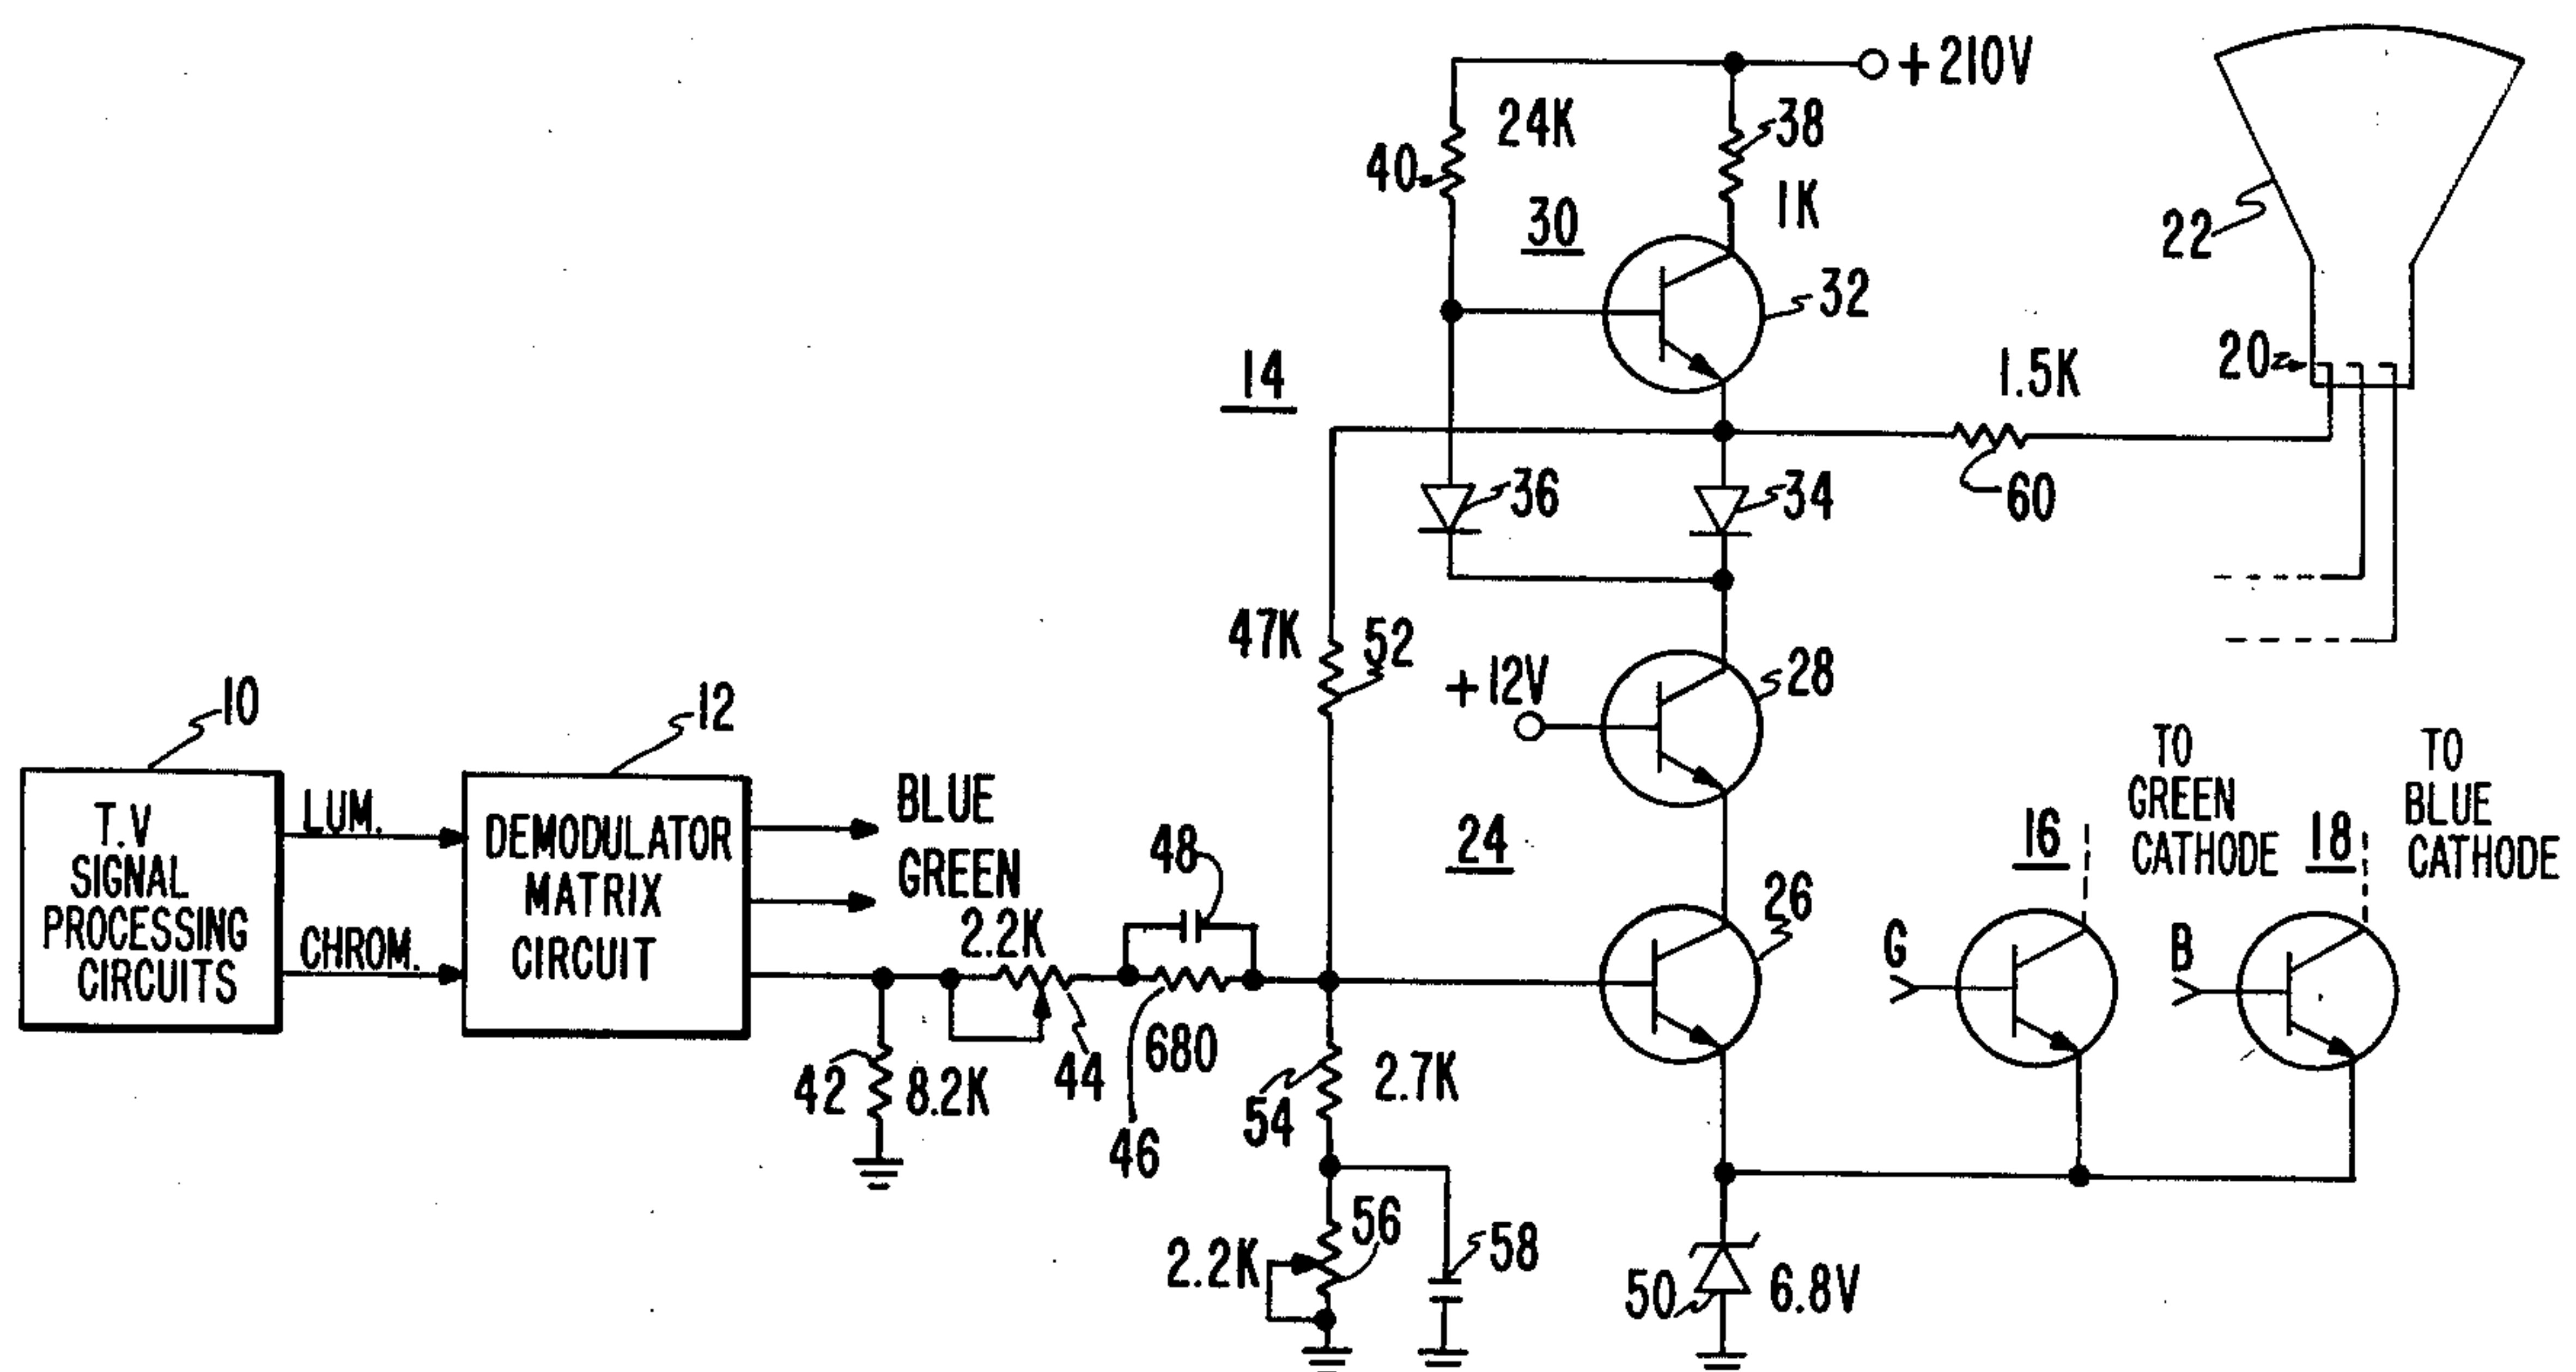 +210V
24K
38
40
1K
30
22
32
14
20
1.5K
36
34
60
47K
52
+12V
28
10
12
TO
GREEN
CATHODE
TO
BLUE
CATHODE
T.V
SIGNAL
PROCESSING
CIRCUITS
LUM.
CHROM.
DEMODULATOR
MATRIX
CIRCUIT
BLUE
GREEN
48
24
16
18
2.2K
26
G
B
42
8.2K
44
680
46
54
2.7K
56
2.2K
58
50
6.8V